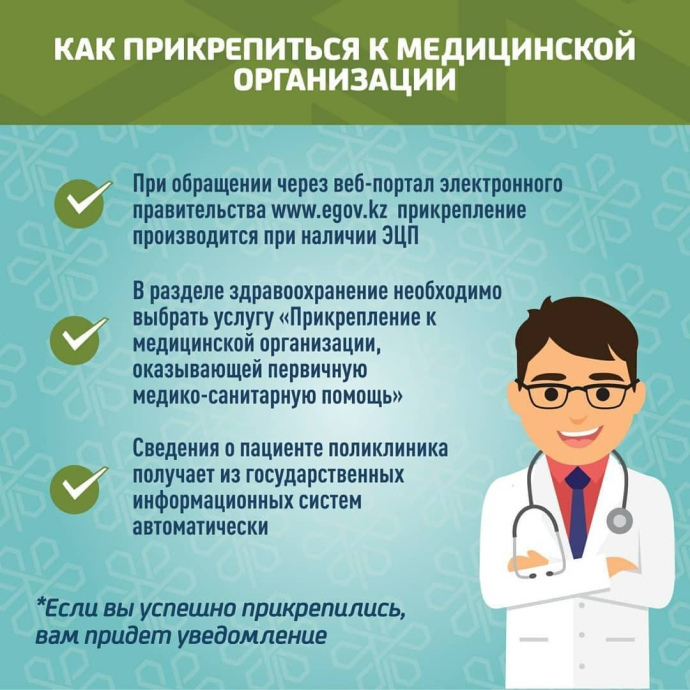 КАК ПРИКРЕПИТЬСЯ К МЕДИЦИНСКОЙ
ОРГАНИЗАЦИИ
При обращении через веб-портал электронного
правительства www.egov.kz прикрепление
производится при наличии ЭЦП
В разделе здравоохранение необходимо
выбрать услугу «Прикрепление к
медицинской организации,
оказывающей первичную
медико-санитарную помощь»
Сведения о пациенте поликлиника
получает из государственных
информационных систем
автоматически
*Если вы успешно прикрепились,
вам придет уведомление